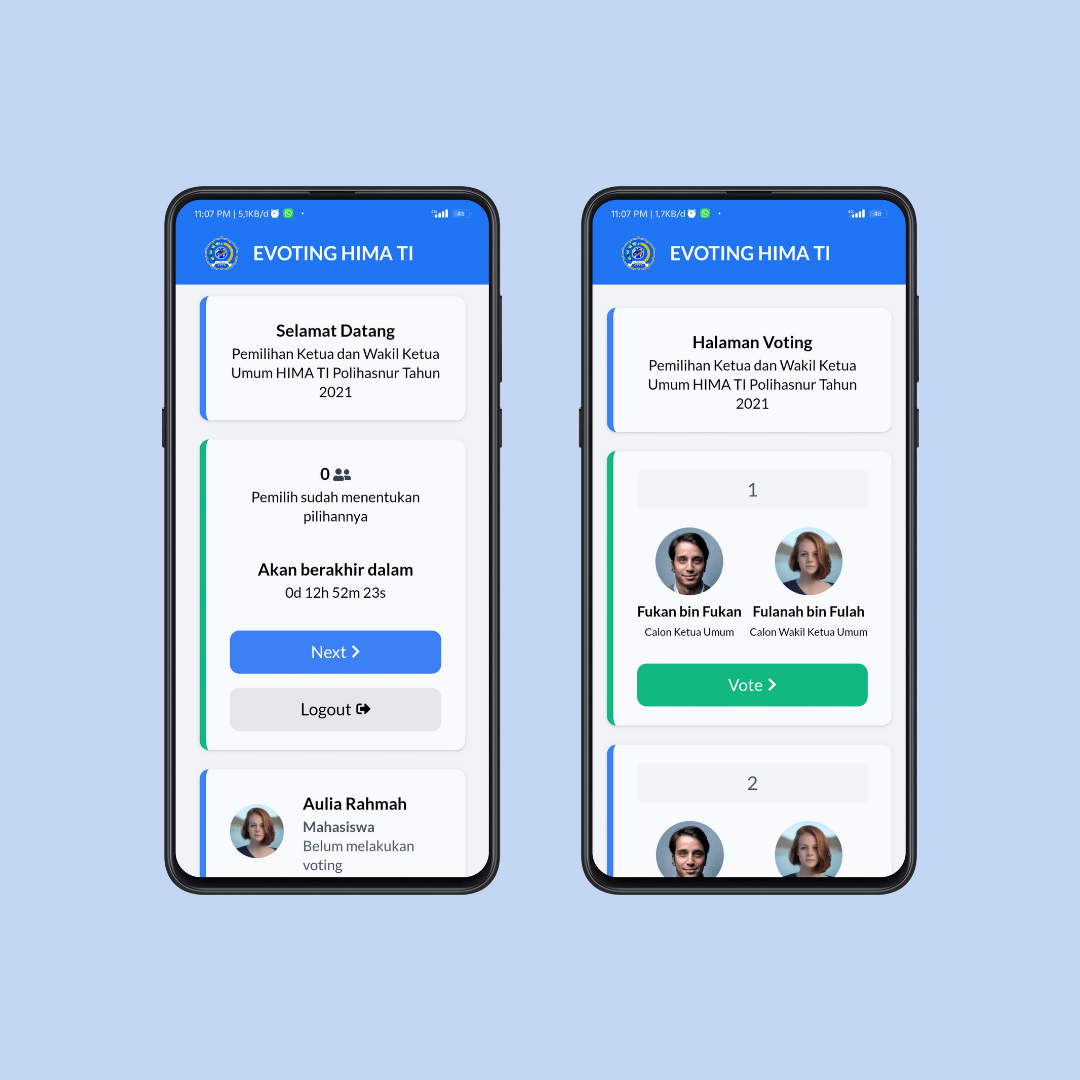 11:07 PM | 5,1KB/d
EVOTING HIMA TI
Selamat Datang
Pemilihan Ketua dan Wakil Ketua
Umum HIMA TI Polihasnur Tahun
2021
0
Pemilih sudah menentukan
pilihannya
Akan berakhir dalam
0d 12h 52m 23s
Next
Logout
Aulia Rahmah
Mahasiswa
Belum melakukan
voting
11:07 PM | 1,7KB/d
EVOTING HIMA TI
Halaman Voting
Pemilihan Ketua dan Wakil Ketua
Umum HIMA TI Polihasnur Tahun
2021
1
Fukan bin Fukan Fulanah bin Fulah
Calon Ketua Umum Calon Wakil Ketua Umum
Vote
2